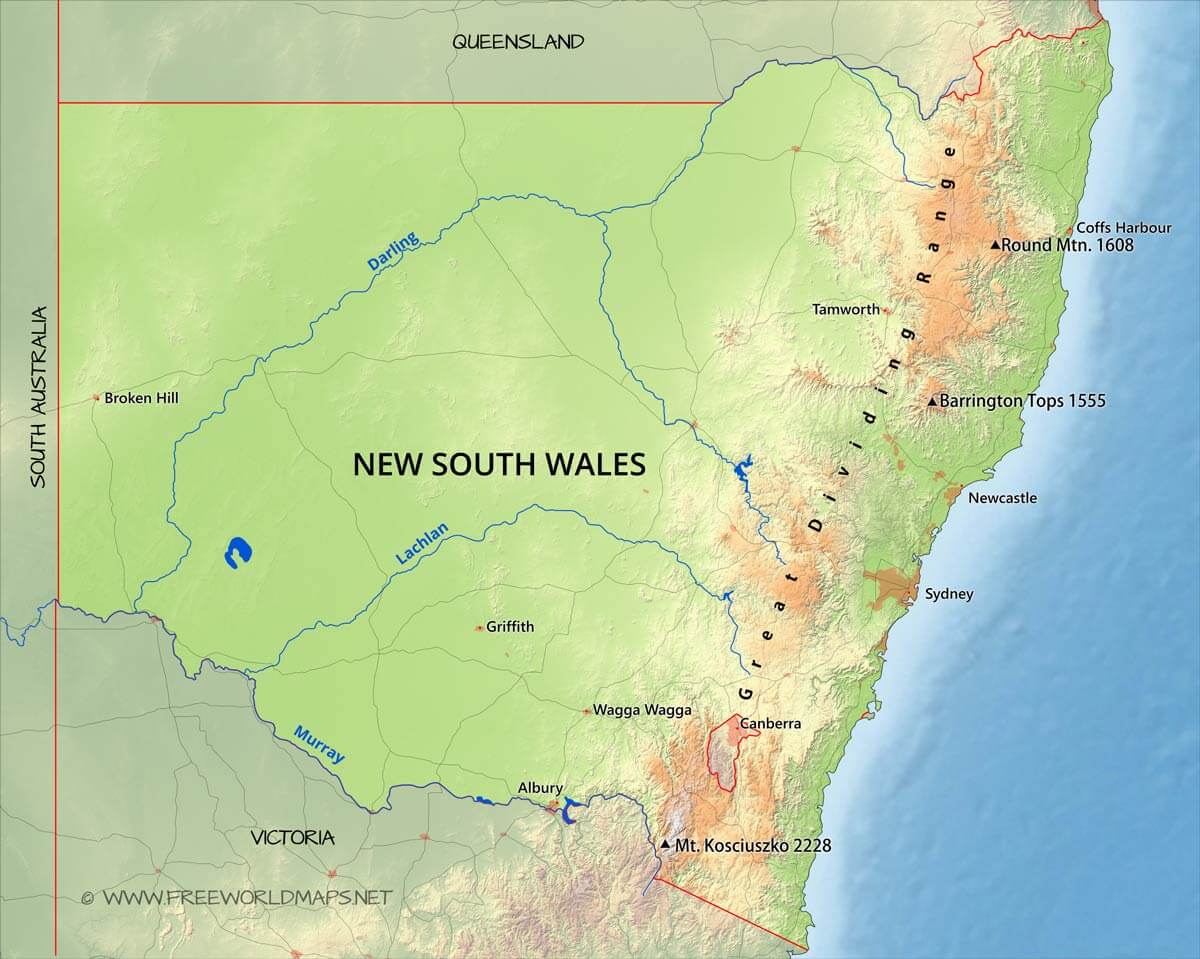 QUEENSLAND
Coffs Harbour
Round Mtn. 1608
Darling
Great Dividing Range
Tamworth
SOUTH AUSTRALIA
Broken Hill
Barrington Tops 1555
NEW SOUTH WALES
Newcastle
Lachlan
Sydney
Griffith
Wagga Wagga
Canberra
Murray
Albury
VICTORIA
Mt. Kosciuszko 2228
© WWW.FREEWORLDMAPS.NET